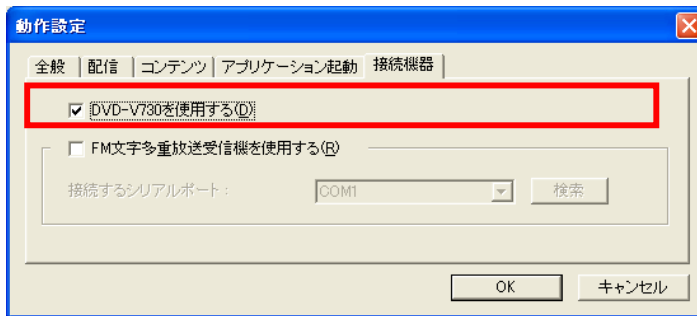 動作設定
全般 配信 コンテンツ アプリケーション起動 接続機器
DVD-V730を使用する(D)
FM文字多重放送受信機を使用する(R)
接続するシリアルポート: COM1 検索
OK キャンセル